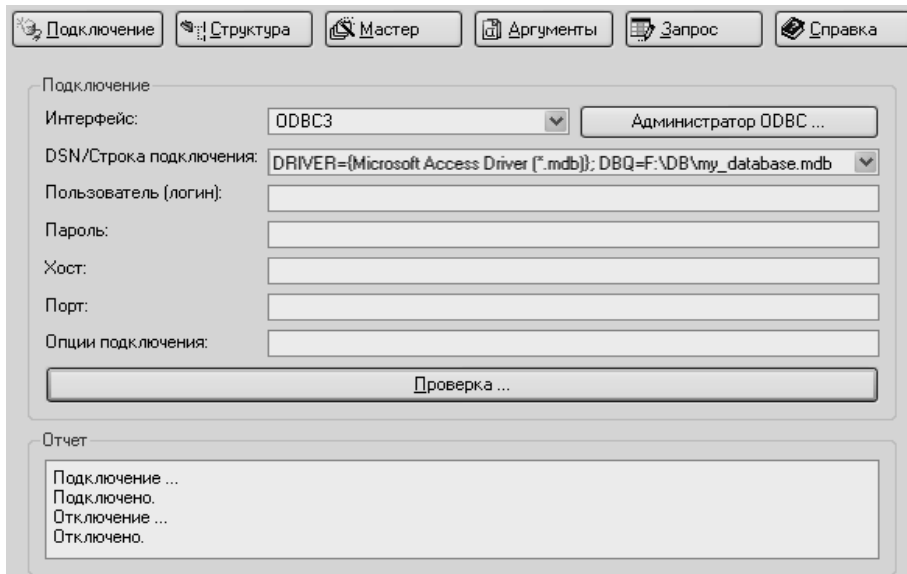 Подключение Структура Мастер Аргументы Запрос Справка
Подключение
Интерфейс: ODBC3 Администратор ODBC ...
DSN/Строка подключения: DRIVER={Microsoft Access Driver (*.mdb)}; DBQ=F:\DB\my_database.mdb
Пользователь (логин):
Пароль:
Хост:
Порт:
Опции подключения:
Проверка ...
Отчет
Подключение ...
Подключено.
Отключение ...
Отключено.